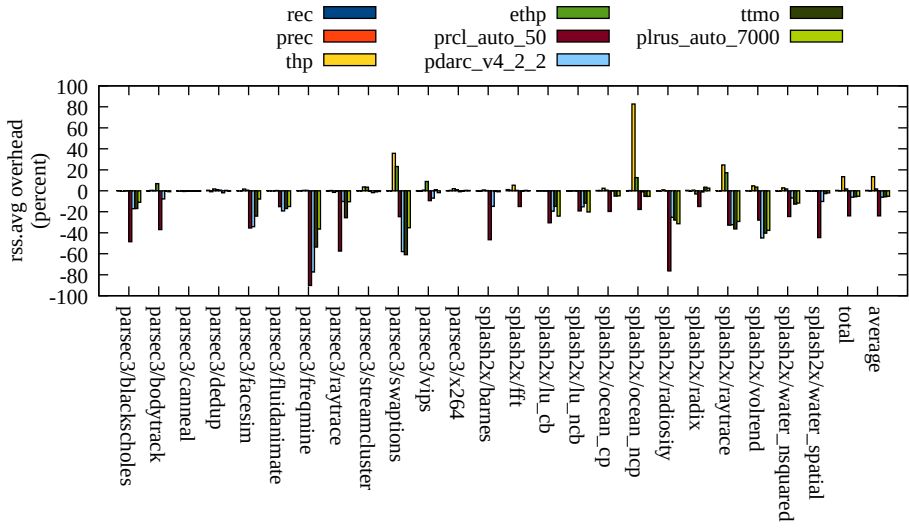 rec
prec
thp
ethp
prcl_auto_50
pdarc_v4_2_2
ttmo
plrus_auto_7000
rss.avg overhead
(percent)
100
80
60
40
20
0
-20
-40
-60
-80
-100
parsec3/blackscholes
parsec3/bodytrack
parsec3/canneal
parsec3/dedup
parsec3/facesim
parsec3/fluidanimate
parsec3/freqmine
parsec3/raytrace
parsec3/streamcluster
parsec3/swaptions
parsec3/vips
parsec3/x264
splash2x/barnes
splash2x/fft
splash2x/lu_cb
splash2x/lu_ncb
splash2x/ocean_cp
splash2x/ocean_ncp
splash2x/radiosity
splash2x/radix
splash2x/raytrace
splash2x/volrend
splash2x/water_nsquared
splash2x/water_spatial
total
average